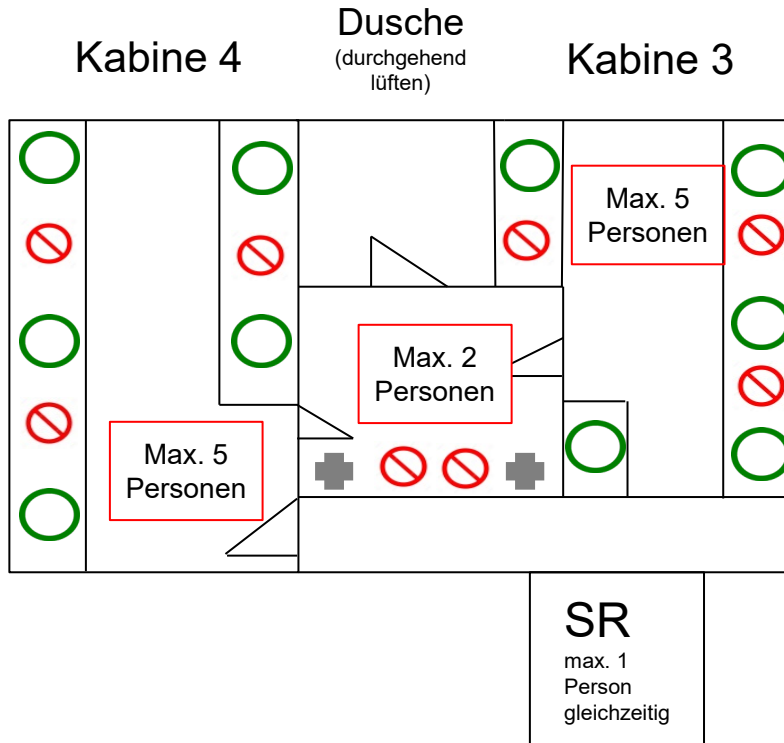 Kabine 4
Dusche
(durchgehend
lüften)
Kabine 3
Max. 5
Personen
Max. 2
Personen
Max. 5
Personen
SR
max. 1
Person
gleichzeitig